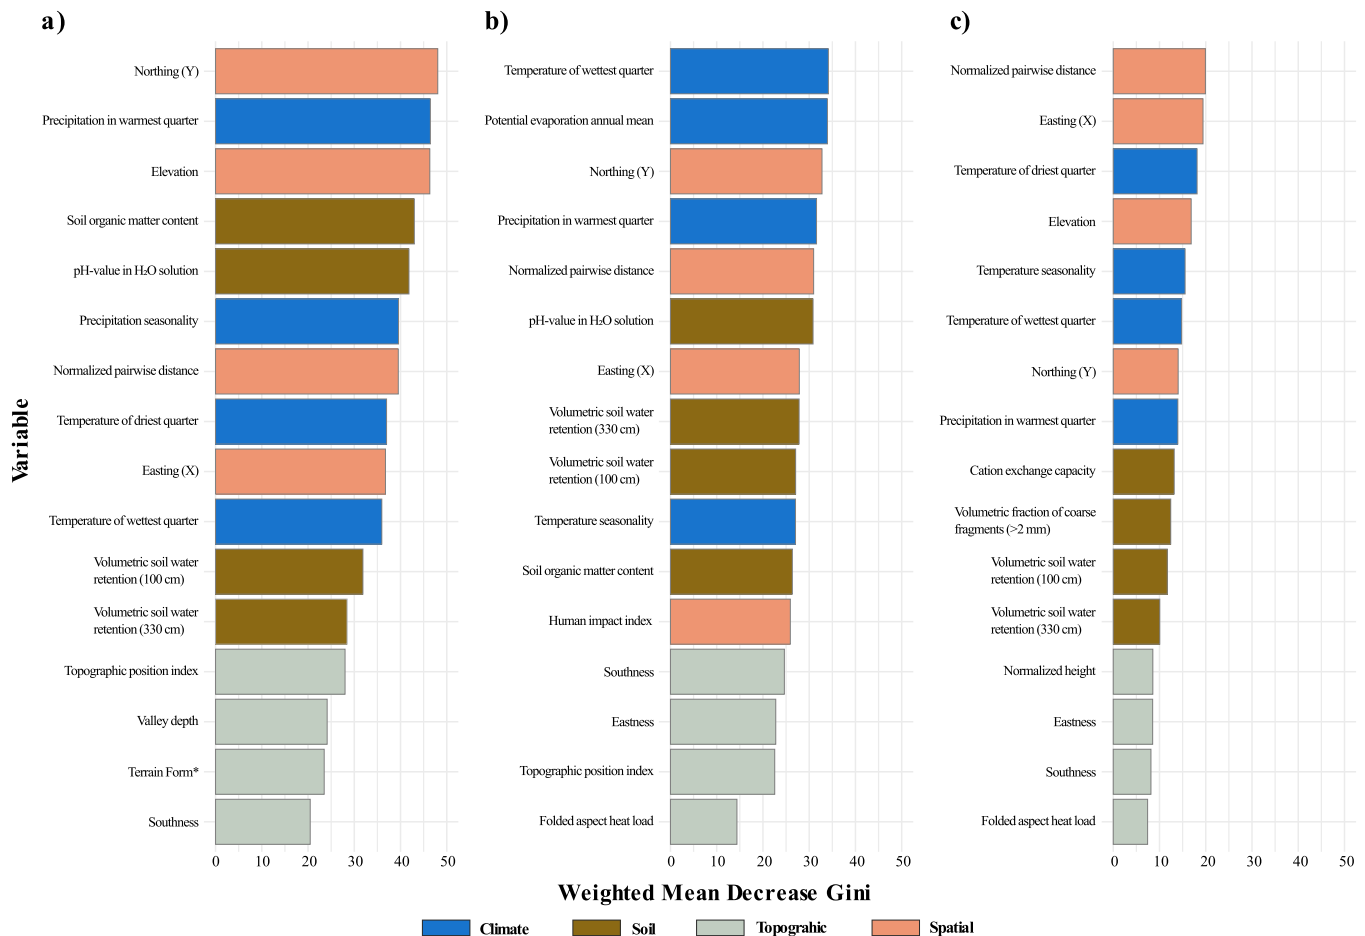 a)
b)
c)
Variable
Northing (Y)
Precipitation in warmest quarter
Elevation
Soil organic matter content
pH-value in H₂O solution
Precipitation seasonality
Normalized pairwise distance
Temperature of driest quarter
Easting (X)
Temperature of wettest quarter
Volumetric soil water
retention (100 cm)
Volumetric soil water
retention (330 cm)
Topographic position index
Valley depth
Terrain Form*
Southness
0 10 20 30 40 50
Temperature of wettest quarter
Potential evaporation annual mean
Northing (Y)
Precipitation in warmest quarter
Normalized pairwise distance
pH-value in H₂O solution
Easting (X)
Volumetric soil water
retention (330 cm)
Volumetric soil water
retention (100 cm)
Temperature seasonality
Soil organic matter content
Human impact index
Southness
Eastness
Topographic position index
Folded aspect heat load
0 10 20 30 40 50
Normalized pairwise distance
Easting (X)
Temperature of driest quarter
Elevation
Temperature seasonality
Temperature of wettest quarter
Northing (Y)
Precipitation in warmest quarter
Cation exchange capacity
Volumetric fraction of coarse
fragments (>2 mm)
Volumetric soil water
retention (100 cm)
Volumetric soil water
retention (330 cm)
Normalized height
Eastness
Southness
Folded aspect heat load
0 10 20 30 40 50
Weighted Mean Decrease Gini
Climate Soil Topograhic Spatial